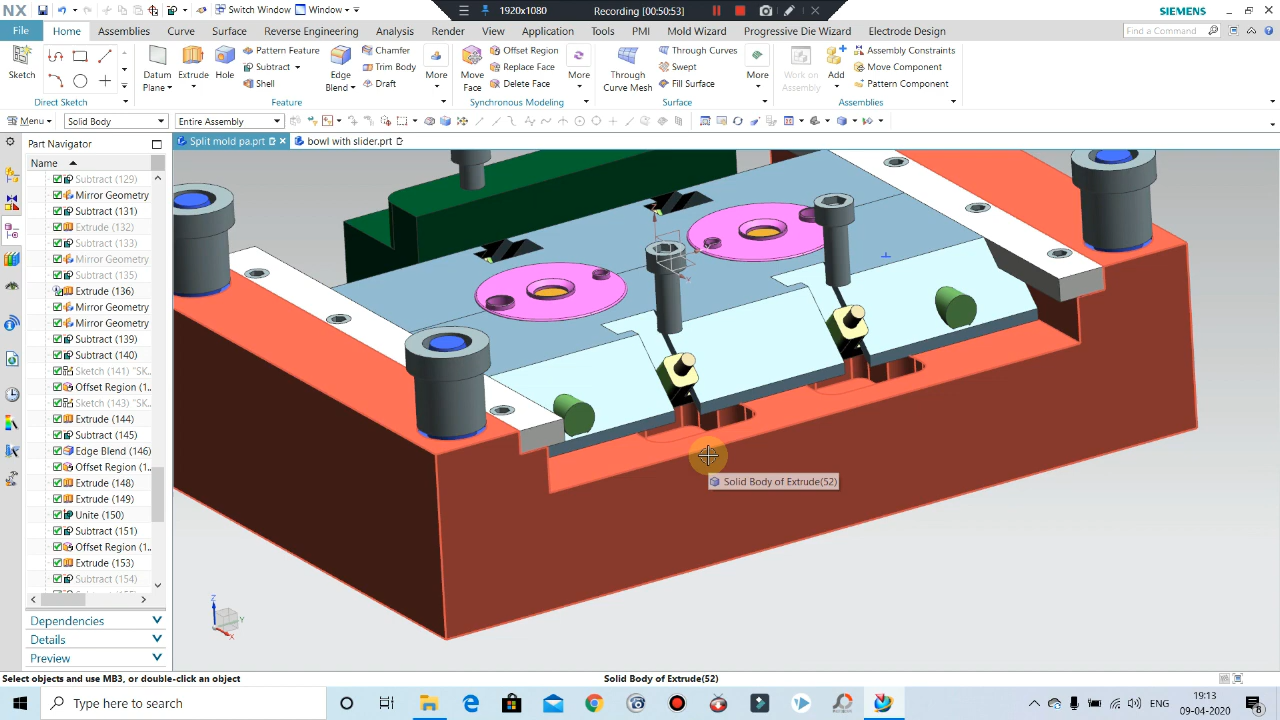 NX Switch Window Window 1920x1080 Recording [00:50:53] SIEMENS
File Home Assemblies Curve Surface Reverse Engineering Analysis Render View Application Tools PMI Mold Wizard Progressive Die Wizard Electrode Design Find a Command
Sketch Datum Plane Extrude Hole Pattern Feature Subtract Shell Edge Blend Chamfer Trim Body Draft More Move Face Offset Region Replace Face Delete Face More Through Curve Mesh Through Curves Swept Fill Surface More Work on Assembly Add Assembly Constraints Move Component Pattern Component
Direct Sketch Feature Synchronous Modeling Surface Assemblies
Menu Solid Body Entire Assembly
Part Navigator Split mold pa.prt bowl with slider.prt
Name
Subtract (129)
Mirror Geometry
Subtract (131)
Extrude (132)
Subtract (133)
Mirror Geometry
Subtract (135)
Extrude (136)
Mirror Geometry
Mirror Geometry
Subtract (139)
Subtract (140)
Sketch (141) "SK...
Offset Region (1...
Sketch (143) "SK...
Extrude (144)
Subtract (145)
Edge Blend (146)
Offset Region (1...
Extrude (148)
Extrude (149)
Unite (150)
Subtract (151)
Offset Region (1...
Extrude (153)
Subtract (154)
Dependencies
Details
Preview
Solid Body of Extrude(52)
Z
Y
X
Select objects and use MB3, or double-click an object Solid Body of Extrude(52)
Type here to search ENG 19:13
09-04-2020